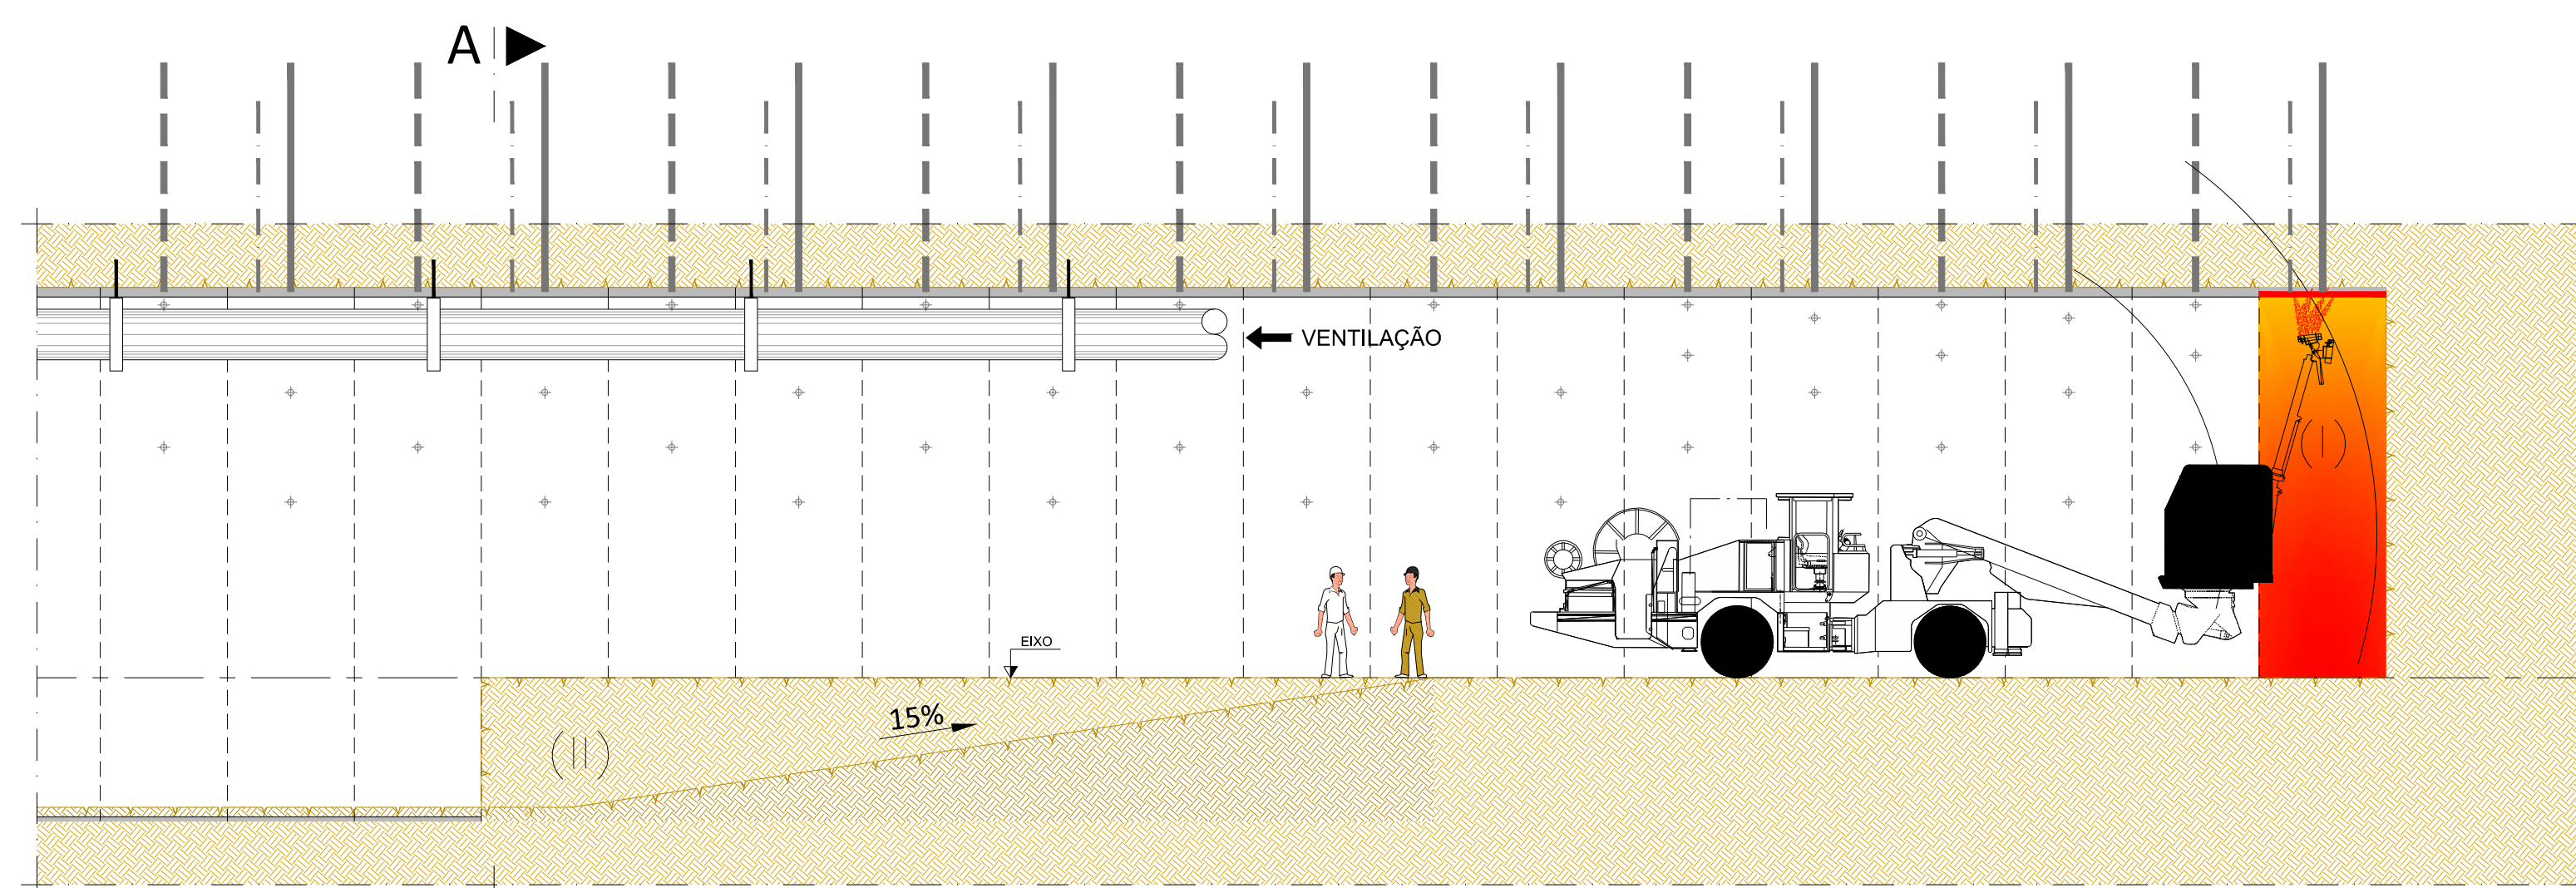 A
VENTILAÇÃO
(I)
EIXO
15%
(II)